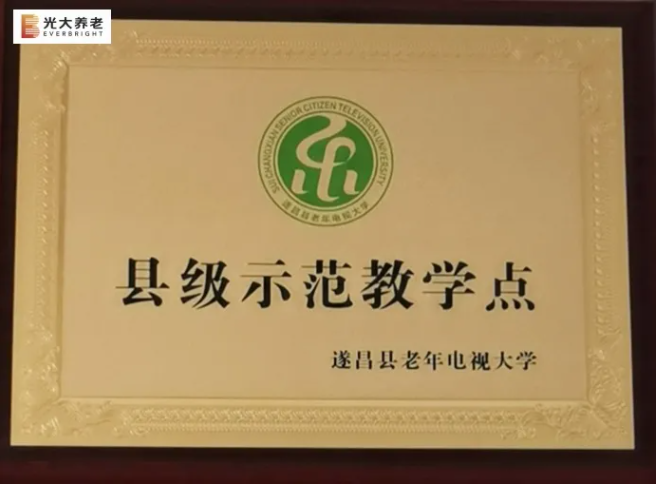 光大养老
EVERBRIGHT
SUICHANGXIAN SENIOR CITIZEN TELEVISION UNIVERSITY
遂昌县老年电视大学
县级示范教学点
遂昌县老年电视大学